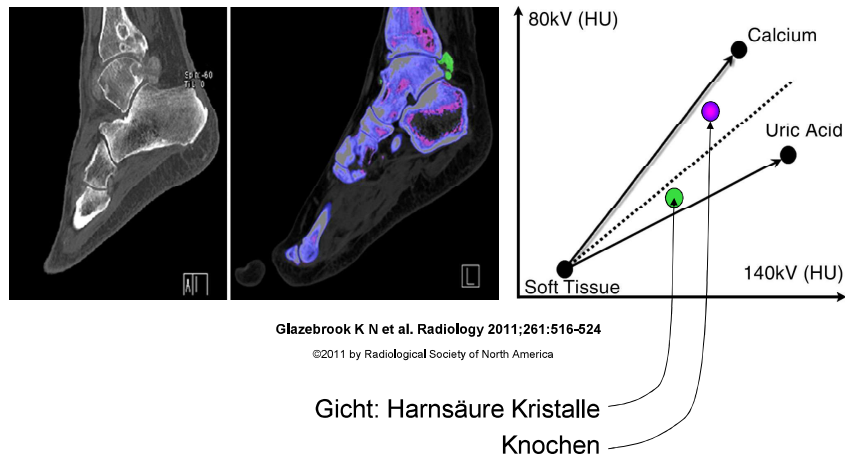 80kV (HU)
Calcium
Uric Acid
140kV (HU)
Soft Tissue
L
Glazebrook K N et al. Radiology 2011;261:516-524
©2011 by Radiological Society of North America
Gicht: Harnsäure Kristalle
Knochen